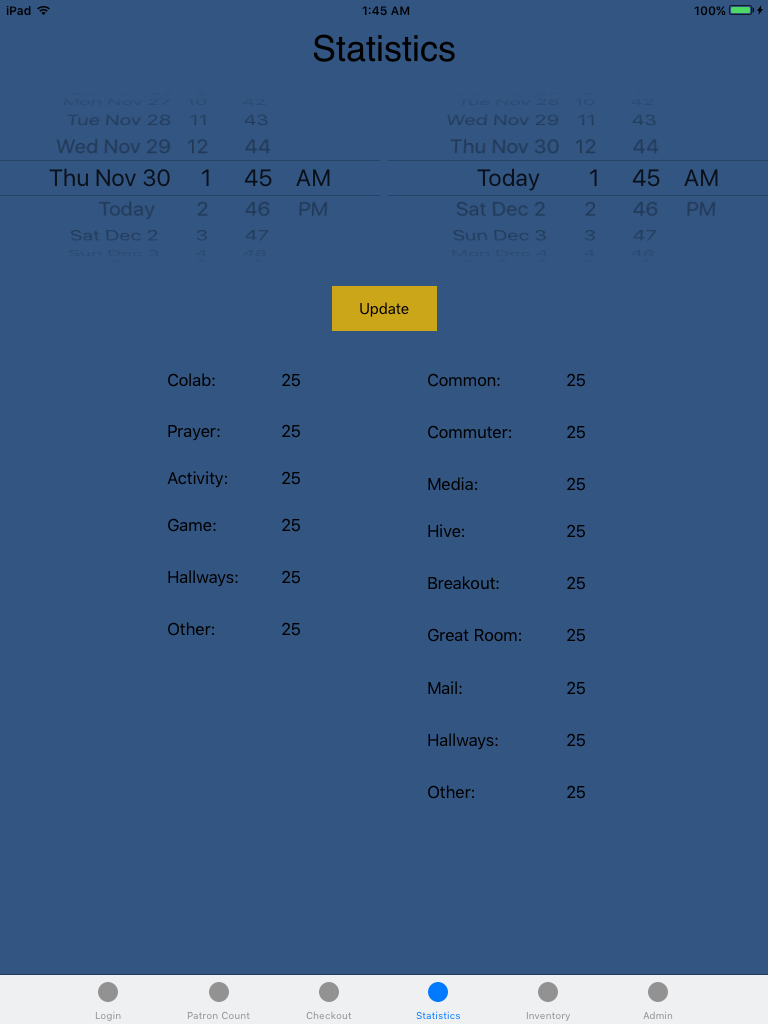 iPad 1:45 AM 100%
Statistics
Mon Nov 27 10 42 Tue Nov 28 10 42
Tue Nov 28 11 43 Wed Nov 29 11 43
Wed Nov 29 12 44 Thu Nov 30 12 44
Thu Nov 30 1 45 AM Today 1 45 AM
Today 2 46 PM Sat Dec 2 2 46 PM
Sat Dec 2 3 47 Sun Dec 3 3 47
Sun Dec 3 4 48 Mon Dec 4 4 48
Update
Colab: 25
Prayer: 25
Activity: 25
Game: 25
Hallways: 25
Other: 25
Common: 25
Commuter: 25
Media: 25
Hive: 25
Breakout: 25
Great Room: 25
Mail: 25
Hallways: 25
Other: 25
Login Patron Count Checkout Statistics Inventory Admin